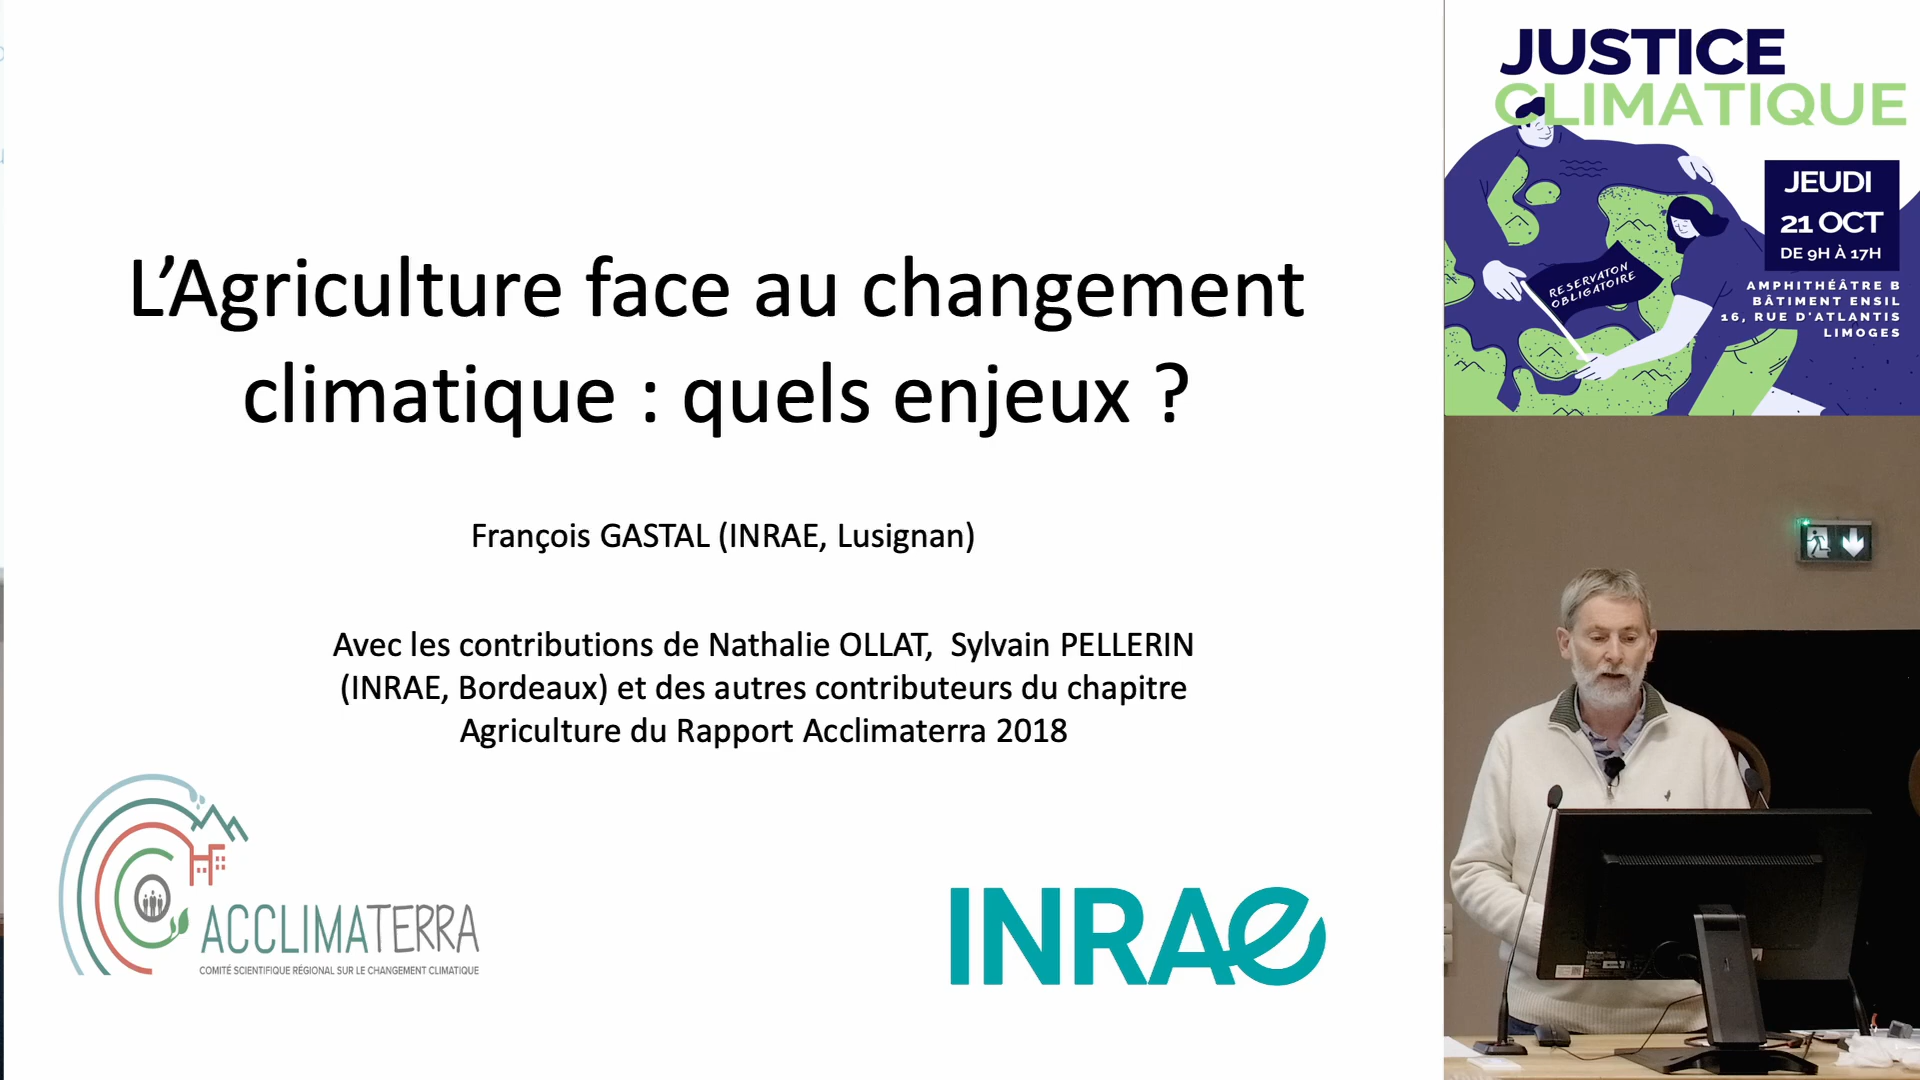 L'Agriculture face au changement
climatique : quels enjeux ?
François GASTAL (INRAE, Lusignan)
Avec les contributions de Nathalie OLLAT, Sylvain PELLERIN
(INRAE, Bordeaux) et des autres contributeurs du chapitre
Agriculture du Rapport Acclimaterra 2018
ACCLIMATERRA
COMITÉ SCIENTIFIQUE RÉGIONAL SUR LE CHANGEMENT CLIMATIQUE
INRAE
JUSTICE
CLIMATIQUE
JEUDI
21 OCT
DE 9H À 17H
RESERVATON
OBLIGATOIRE
AMPHITHÉÂTRE B
BÂTIMENT ENSIL
16, RUE D'ATLANTIS
LIMOGES